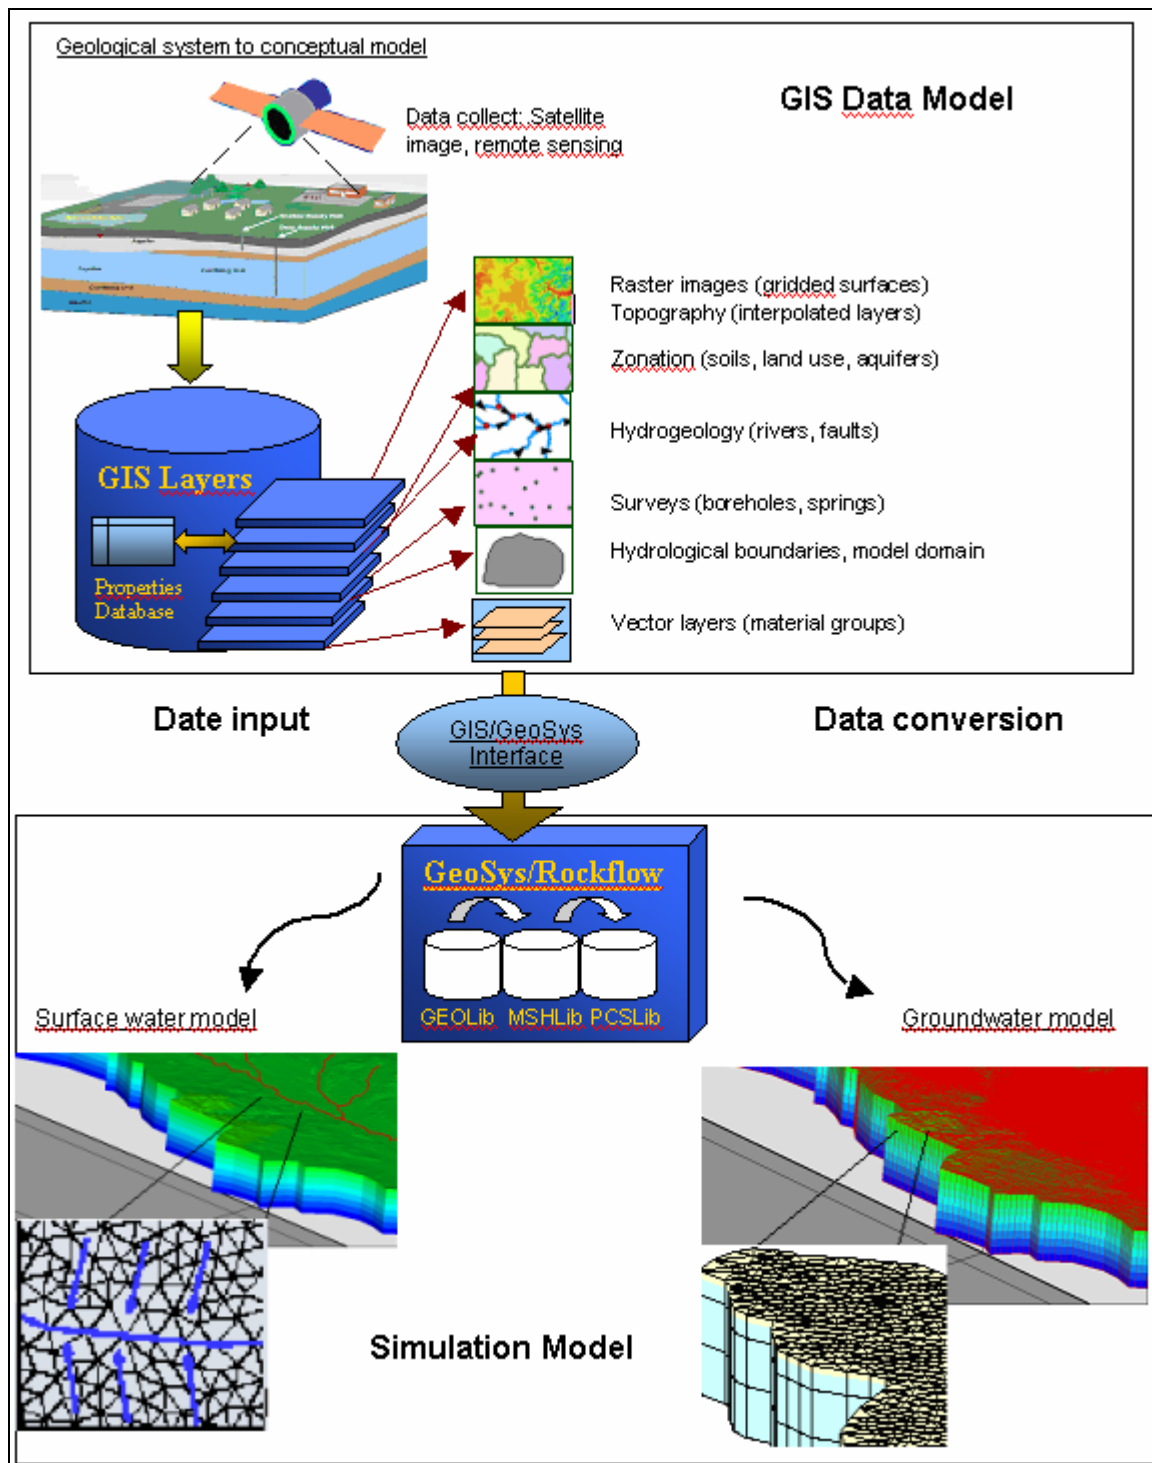 Geological system to conceptual model
GIS Data Model
Data collect: Satellite
image, remote sensing
Aquifer
Confining Unit
Raster images (gridded surfaces)
Topography (interpolated layers)
Zonation (soils, land use, aquifers)
Hydrogeology (rivers, faults)
Surveys (boreholes, springs)
Hydrological boundaries, model domain
Vector layers (material groups)
GIS Layers
Properties
Database
Date input
Data conversion
GIS/GeoSys
Interface
GeoSys/Rockflow
GEOLib MSHLib PCSLib
Surface water model
Groundwater model
Simulation Model